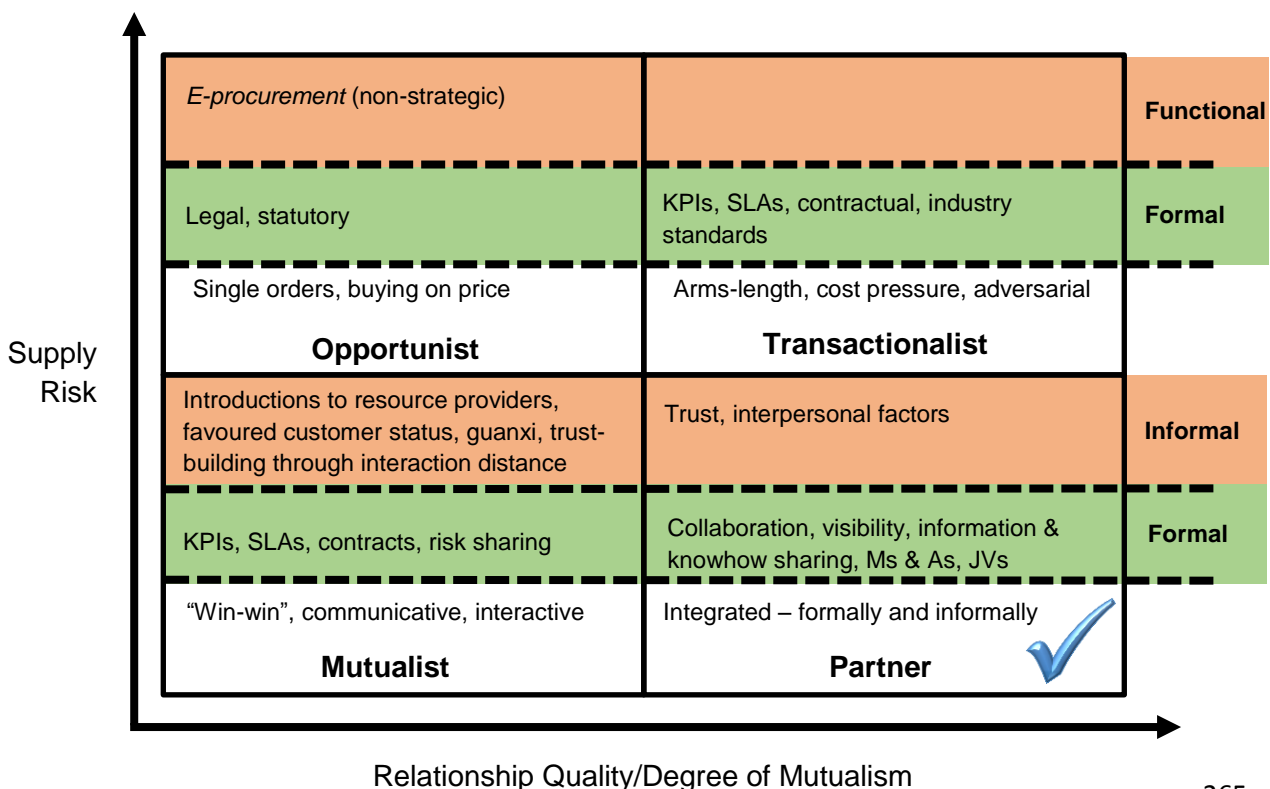 E-procurement (non-strategic)
Functional
Legal, statutory
KPIs, SLAs, contractual, industry
standards
Formal
Single orders, buying on price
Arms-length, cost pressure, adversarial
Opportunist
Transactionalist
Supply
Risk
Introductions to resource providers,
favoured customer status, guanxi, trust-
building through interaction distance
Trust, interpersonal factors
Informal
KPIs, SLAs, contracts, risk sharing
Collaboration, visibility, information &
knowhow sharing, Ms & As, JVs
Formal
“Win-win”, communicative, interactive
Integrated – formally and informally
Mutualist
Partner
Relationship Quality/Degree of Mutualism